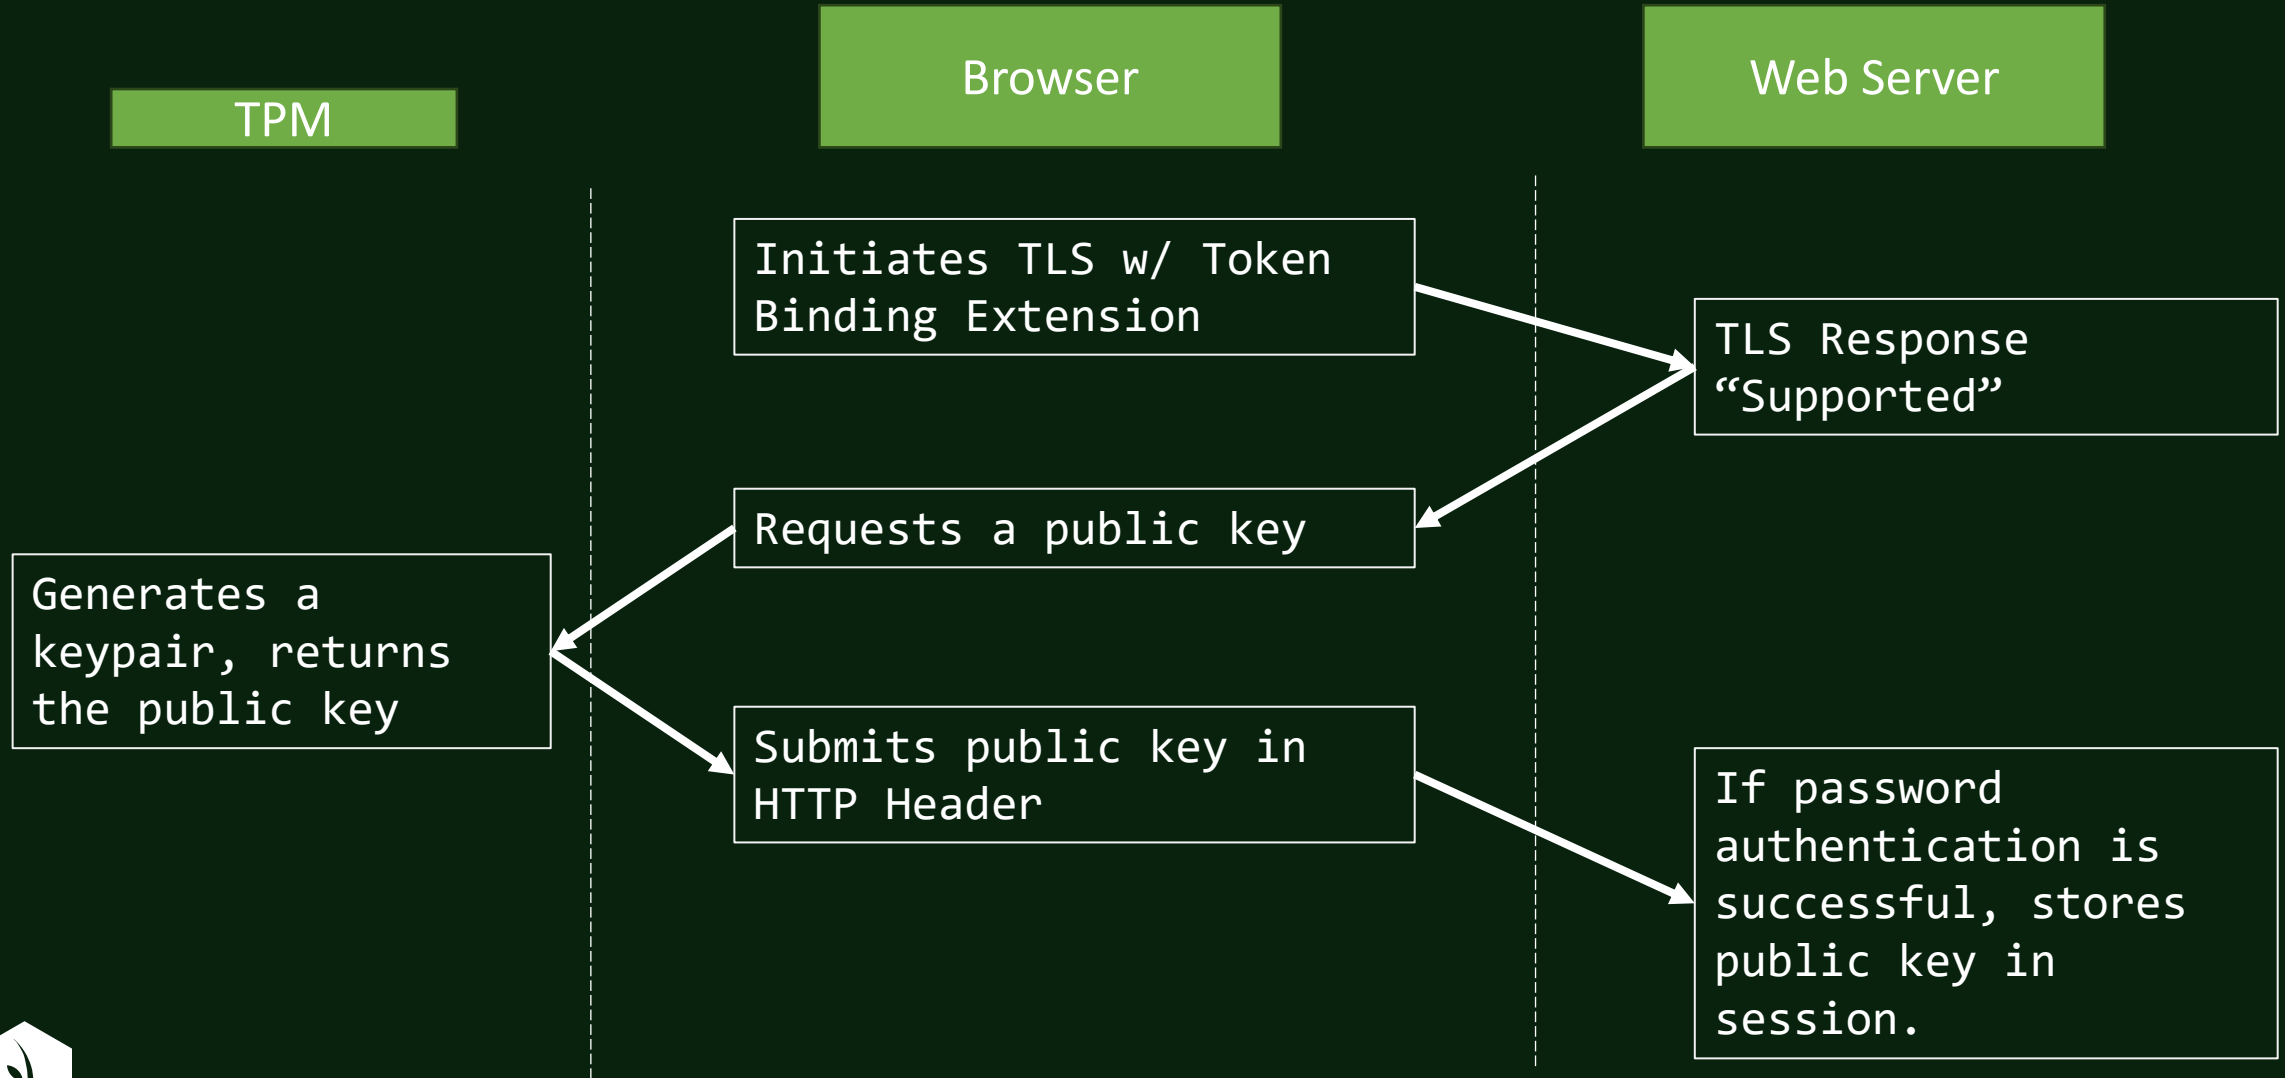 TPM
Browser
Web Server
Initiates TLS w/ Token
Binding Extension
TLS Response
“Supported”
Requests a public key
Generates a
keypair, returns
the public key
Submits public key in
HTTP Header
If password
authentication is
successful, stores
public key in
session.